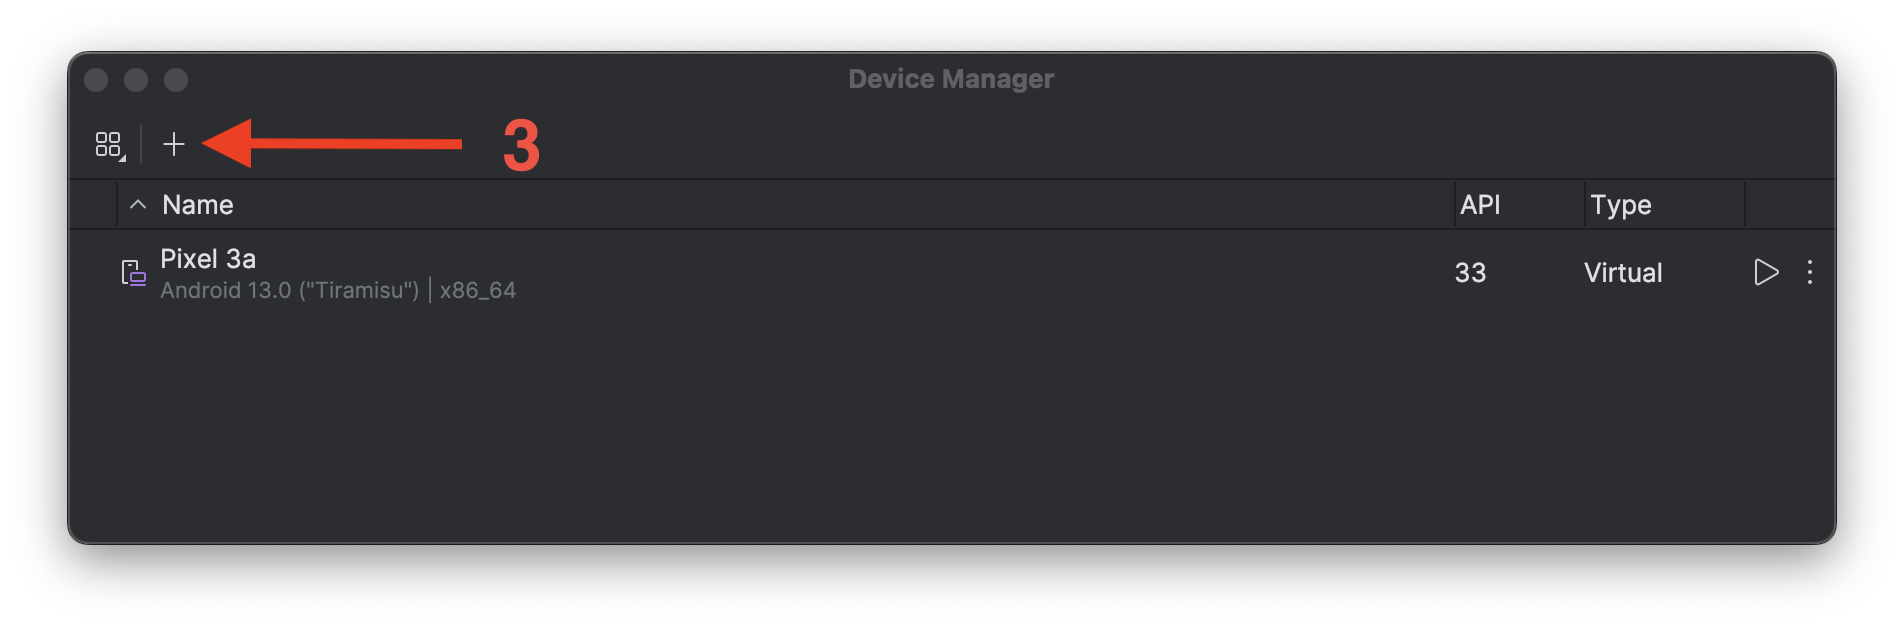 Device Manager
3
Name API Type
Pixel 3a
33 Virtual
Android 13.0 ("Tiramisu") | x86_64